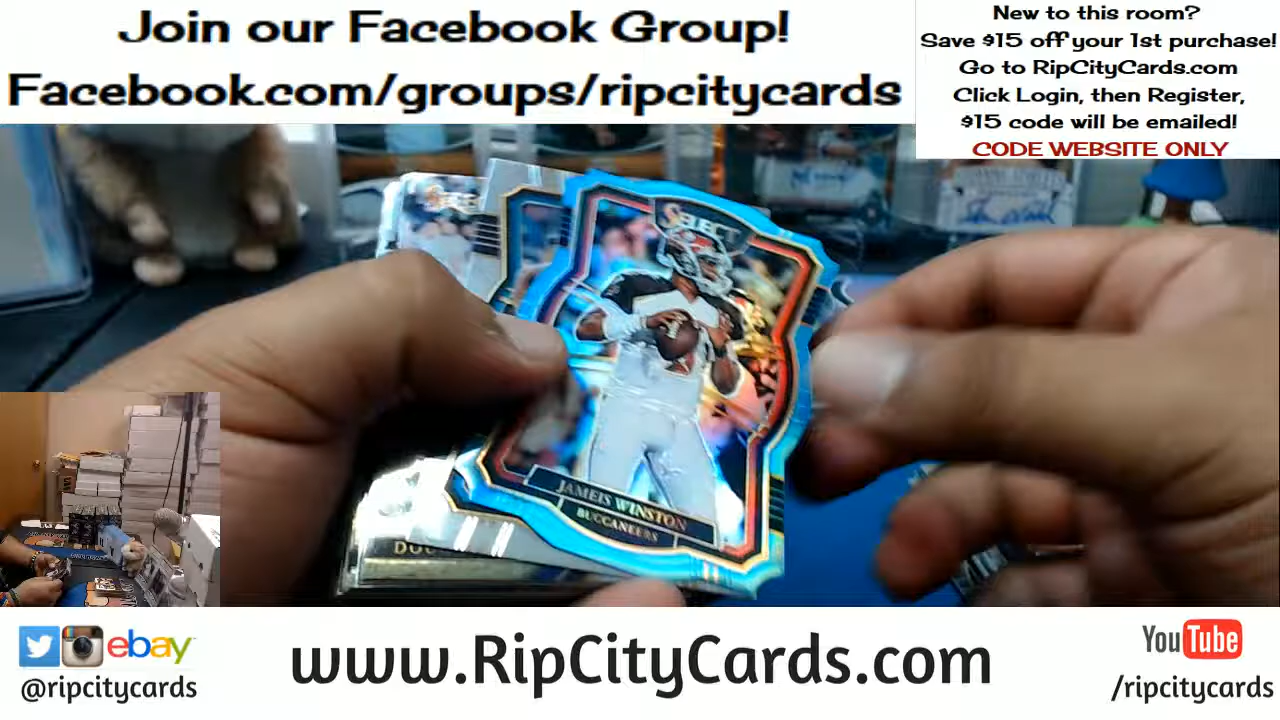 Join our Facebook Group!
Facebook.com/groups/ripcitycards
New to this room?
Save $15 off your 1st purchase!
Go to RipCityCards.com
Click Login, then Register,
$15 code will be emailed!
CODE WEBSITE ONLY
SELECT
JAMEIS WINSTON
BUCCANEERS
DOU
ebay
@ripcitycards
www.RipCityCards.com
YouTube
/ripcitycards